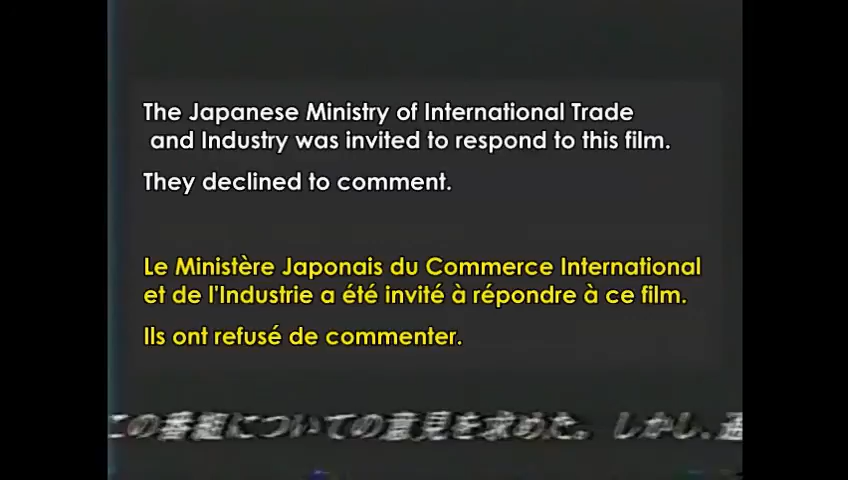 The Japanese Ministry of International Trade
and Industry was invited to respond to this film.
They declined to comment.
Le Ministère Japonais du Commerce International
et de l'Industrie a été invité à répondre à ce film.
Ils ont refusé de commenter.
この番組についての意見を求めた。しかし、通